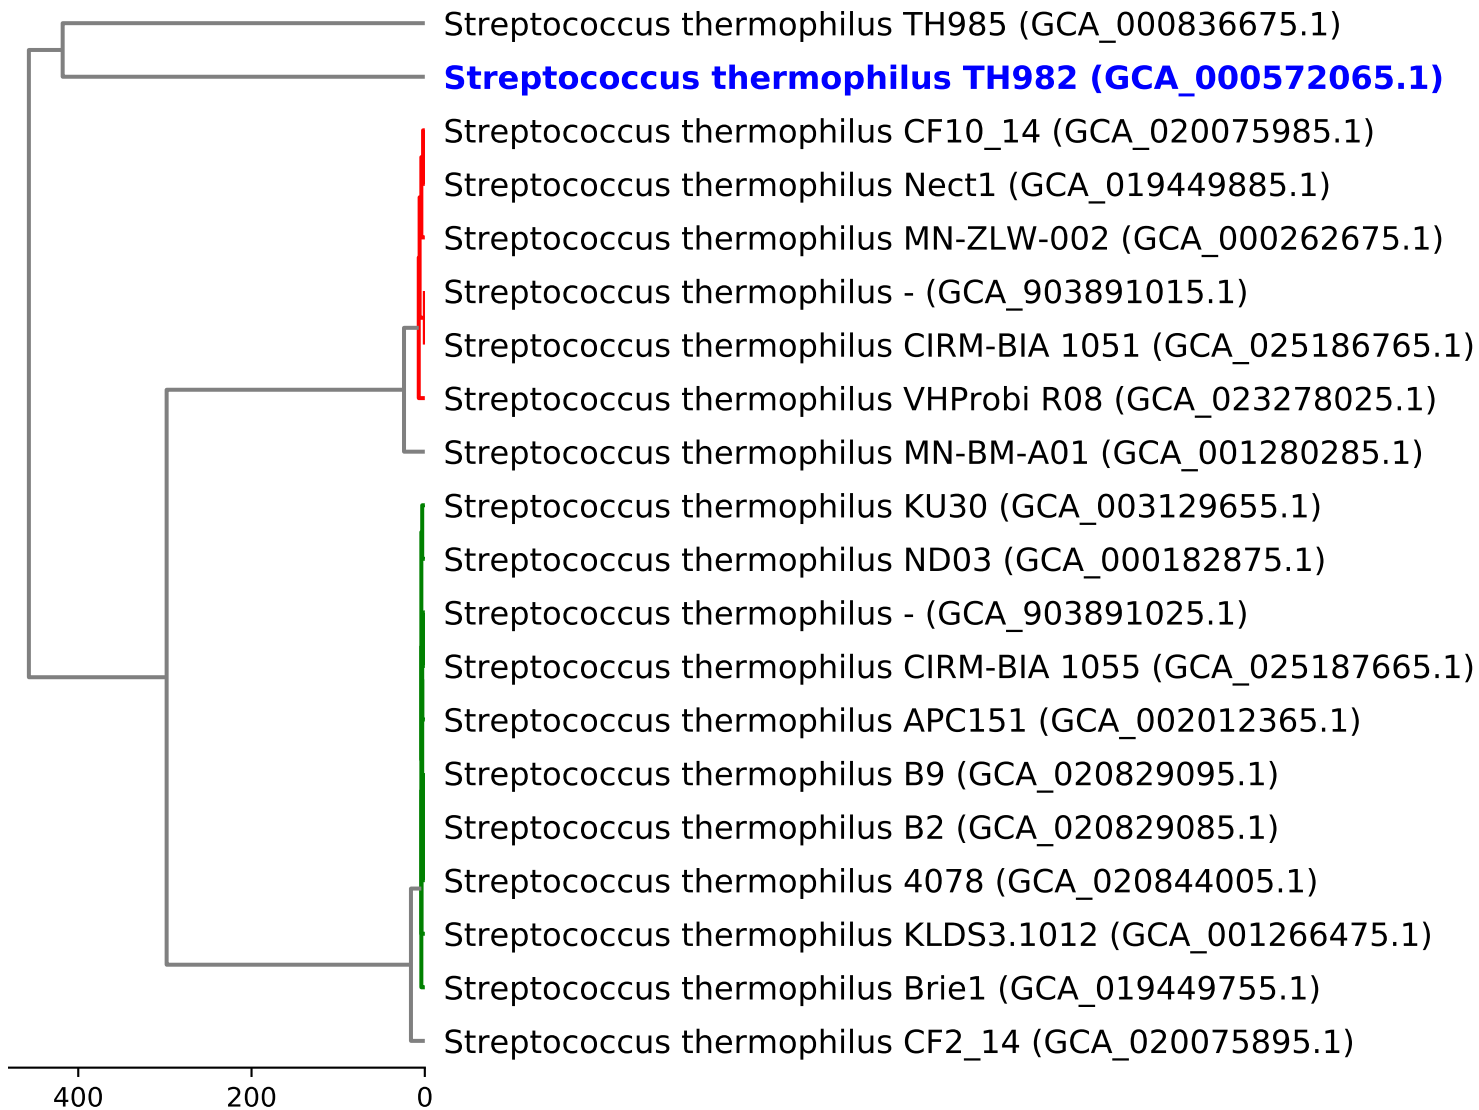 Streptococcus thermophilus TH985 (GCA_000836675.1)
Streptococcus thermophilus TH982 (GCA_000572065.1)
Streptococcus thermophilus CF10_14 (GCA_020075985.1)
Streptococcus thermophilus Nect1 (GCA_019449885.1)
Streptococcus thermophilus MN-ZLW-002 (GCA_000262675.1)
Streptococcus thermophilus - (GCA_903891015.1)
Streptococcus thermophilus CIRM-BIA 1051 (GCA_025186765.1)
Streptococcus thermophilus VHProbi R08 (GCA_023278025.1)
Streptococcus thermophilus MN-BM-A01 (GCA_001280285.1)
Streptococcus thermophilus KU30 (GCA_003129655.1)
Streptococcus thermophilus ND03 (GCA_000182875.1)
Streptococcus thermophilus - (GCA_903891025.1)
Streptococcus thermophilus CIRM-BIA 1055 (GCA_025187665.1)
Streptococcus thermophilus APC151 (GCA_002012365.1)
Streptococcus thermophilus B9 (GCA_020829095.1)
Streptococcus thermophilus B2 (GCA_020829085.1)
Streptococcus thermophilus 4078 (GCA_020844005.1)
Streptococcus thermophilus KLDS3.1012 (GCA_001266475.1)
Streptococcus thermophilus Brie1 (GCA_019449755.1)
Streptococcus thermophilus CF2_14 (GCA_020075895.1)
400 200 0